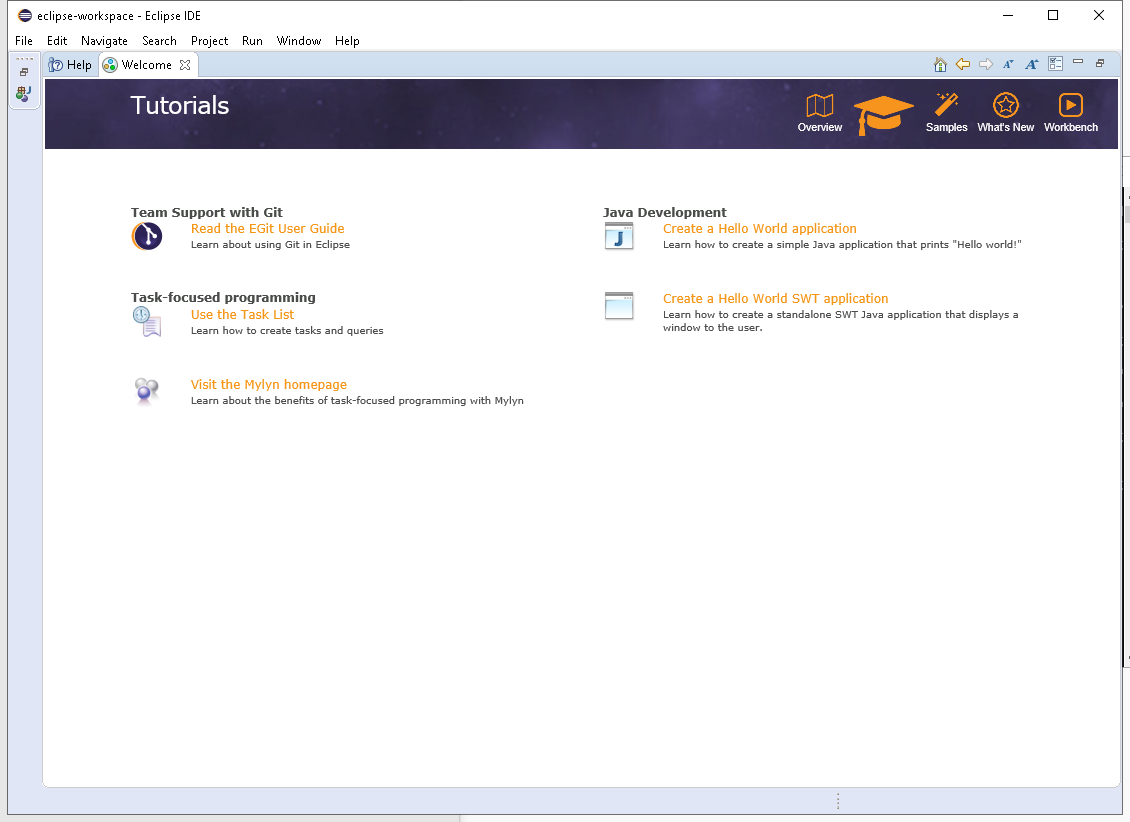 eclipse-workspace - Eclipse IDE
File Edit Navigate Search Project Run Window Help
Help Welcome
Tutorials
Overview Samples What's New Workbench
Team Support with Git
Read the EGit User Guide
Learn about using Git in Eclipse
Task-focused programming
Use the Task List
Learn how to create tasks and queries
Visit the Mylyn homepage
Learn about the benefits of task-focused programming with Mylyn
Java Development
Create a Hello World application
Learn how to create a simple Java application that prints "Hello world!"
Create a Hello World SWT application
Learn how to create a standalone SWT Java application that displays a
window to the user.